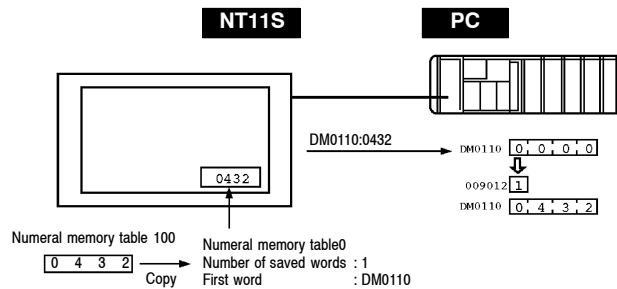 NT11S
PC
DM0110:0432
DM0110 0 0 0 0
0432
009012 1
DM0110 0 4 3 2
Numeral memory table 100
0 4 3 2
Copy
Numeral memory table0
Number of saved words : 1
First word : DM0110